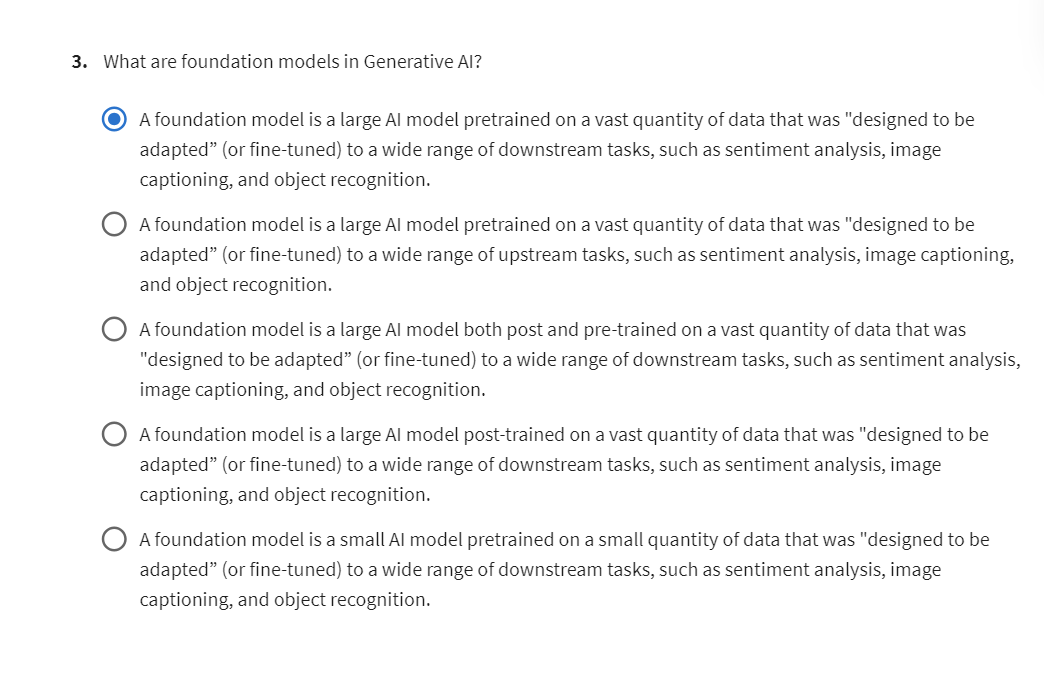 3. What are foundation models in Generative AI?
A foundation model is a large AI model pretrained on a vast quantity of data that was "designed to be
adapted” (or fine-tuned) to a wide range of downstream tasks, such as sentiment analysis, image
captioning, and object recognition.
A foundation model is a large AI model pretrained on a vast quantity of data that was "designed to be
adapted” (or fine-tuned) to a wide range of upstream tasks, such as sentiment analysis, image captioning,
and object recognition.
A foundation model is a large AI model both post and pre-trained on a vast quantity of data that was
"designed to be adapted” (or fine-tuned) to a wide range of downstream tasks, such as sentiment analysis,
image captioning, and object recognition.
A foundation model is a large AI model post-trained on a vast quantity of data that was "designed to be
adapted” (or fine-tuned) to a wide range of downstream tasks, such as sentiment analysis, image
captioning, and object recognition.
A foundation model is a small AI model pretrained on a small quantity of data that was "designed to be
adapted” (or fine-tuned) to a wide range of downstream tasks, such as sentiment analysis, image
captioning, and object recognition.